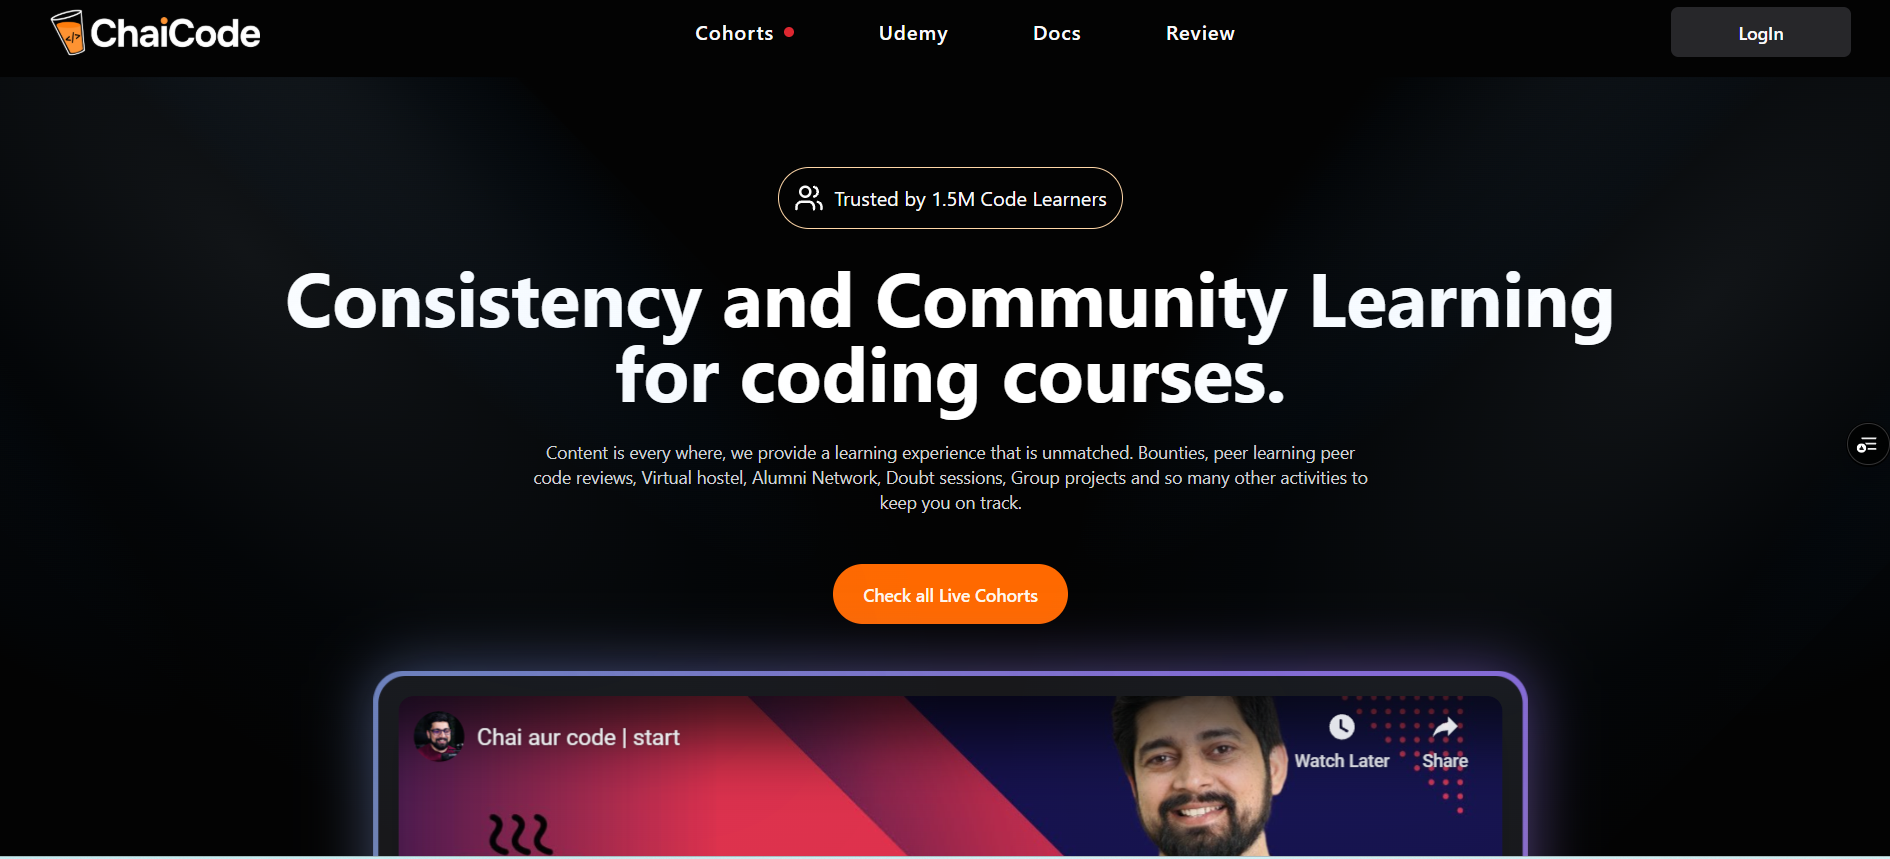 ChaiCode
Cohorts
Udemy
Docs
Review
LogIn
Trusted by 1.5M Code Learners
Consistency and Community Learning
for coding courses.
Content is every where, we provide a learning experience that is unmatched. Bounties, peer learning peer
code reviews, Virtual hostel, Alumni Network, Doubt sessions, Group projects and so many other activities to
keep you on track.
Check all Live Cohorts
Chai aur code | start
Watch Later
Share